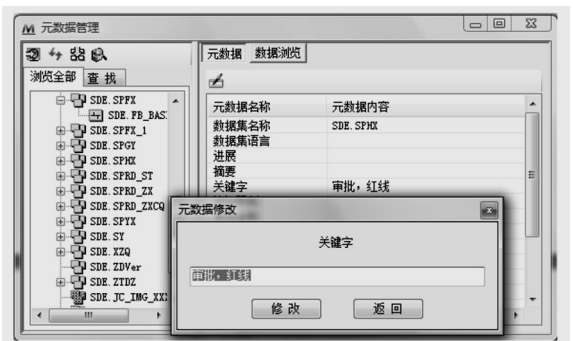 元数据管理
浏览全部 查 找
SDE.SPFX
SDE.FB_BAS
SDE.SPFX_1
SDE.SPGY
SDE.SPHX
SDE.SPRD_ST
SDE.SPRD_ZX
SDE.SPRD_ZXCQ
SDE.SPYX
SDE.SY
SDE.XZQ
SDE.ZDVer
SDE.ZTDZ
SDE.JC_IMG_XX
元数据 数据浏览
元数据名称 元数据内容
数据集名称 SDE.SPHX
数据集语言
进展
摘要
关键字 审批，红线
元数据修改
关键字
审批，红线
修 改 返 回